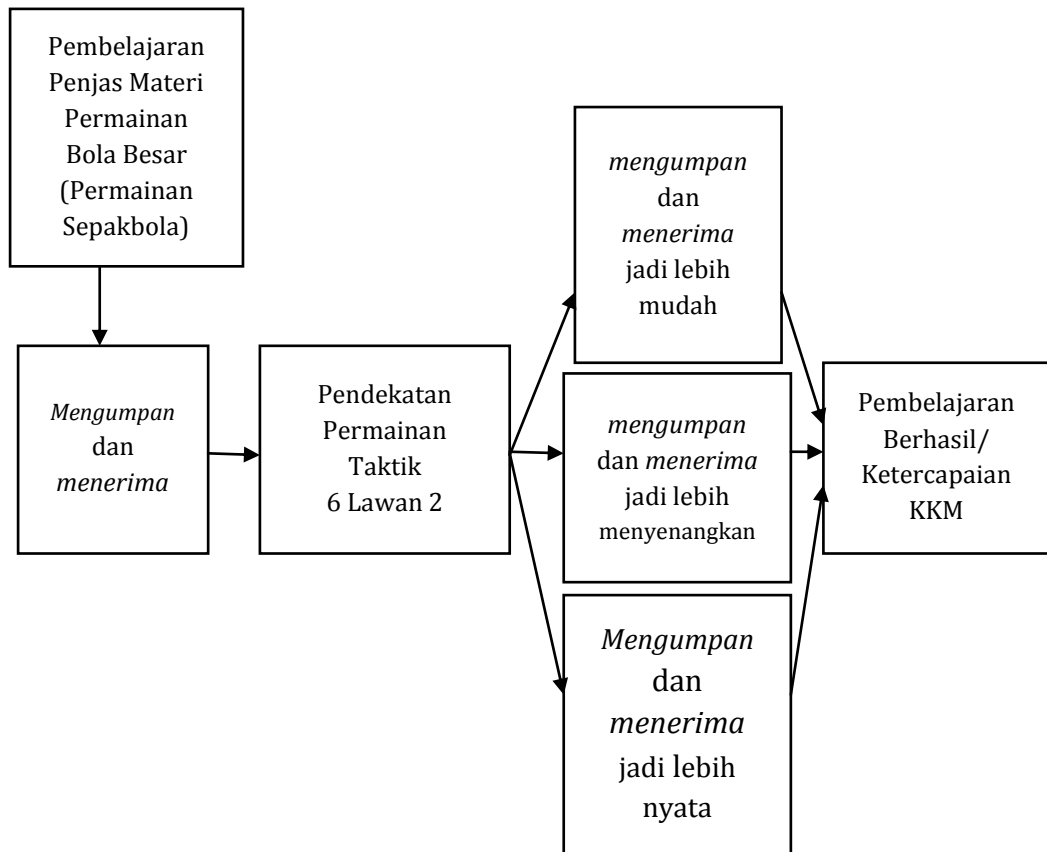 Pembelajaran
Penjas Materi
Permainan
Bola Besar
(Permainan
Sepakbola)
Mengumpan
dan
menerima
Pendekatan
Permainan
Taktik
6 Lawan 2
mengumpan
dan
menerima
jadi lebih
mudah
mengumpan
dan menerima
jadi lebih
menyenangkan
Mengumpan
dan
menerima
jadi lebih
nyata
Pembelajaran
Berhasil/
Ketercapaian
KKM